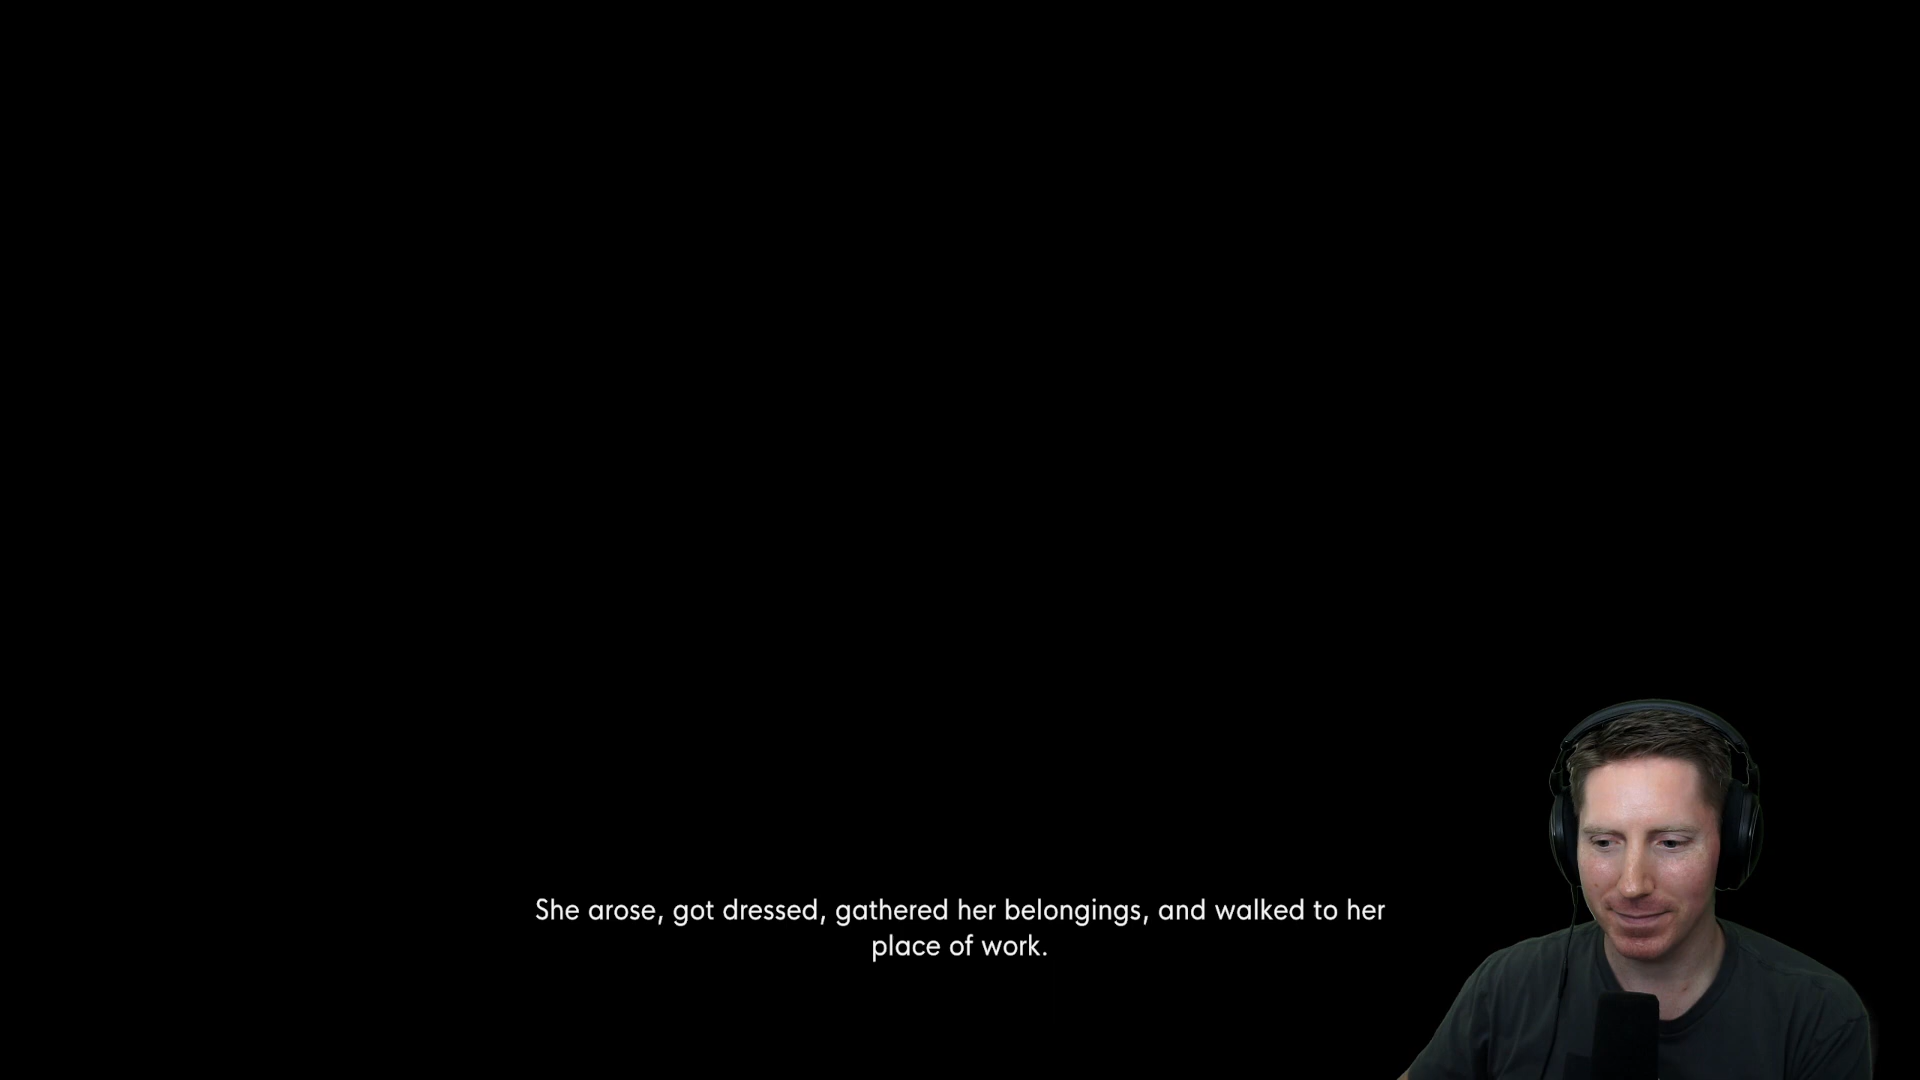 She arose, got dressed, gathered her belongings, and walked to her
place of work.